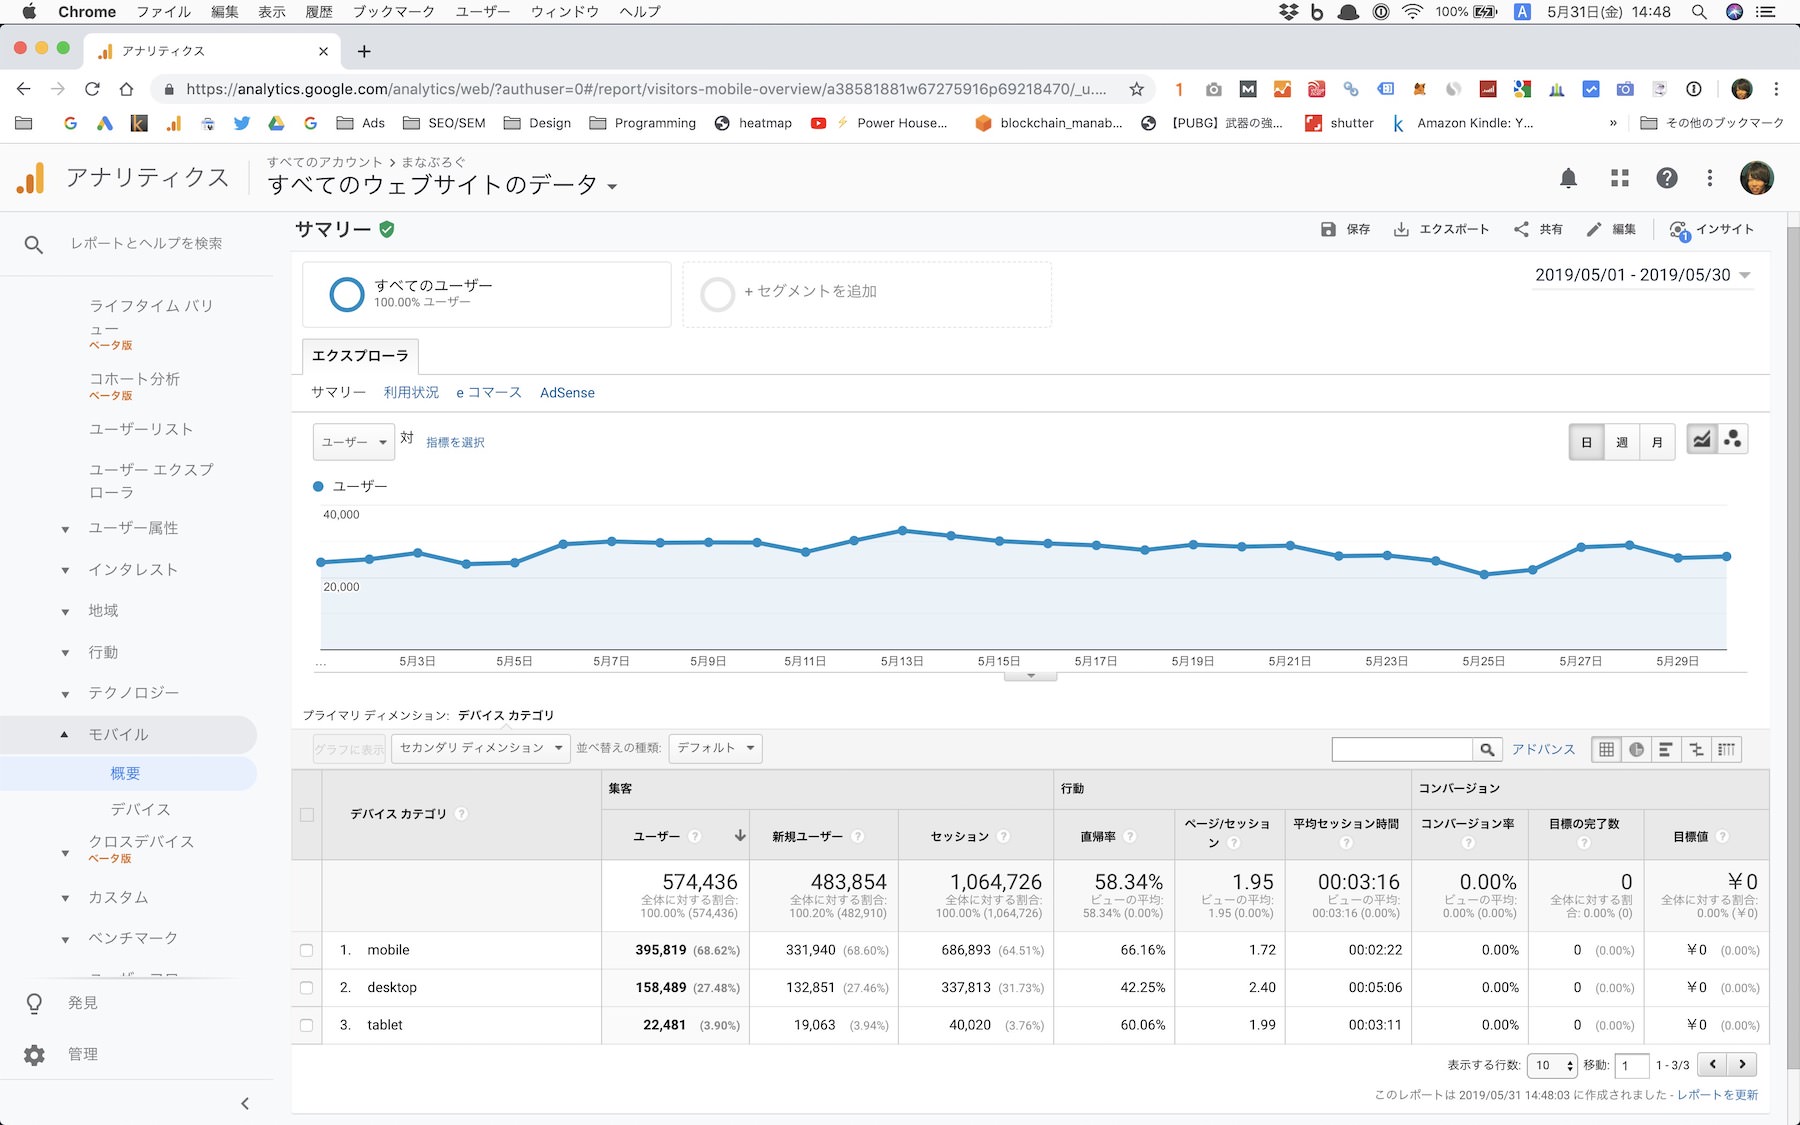 Chrome ファイル 編集 表示 履歴 ブックマーク ユーザー ウィンドウ ヘルプ 100% A 5月31日(金) 14:48
アナリティクス
https://analytics.google.com/analytics/web/?authuser=0#/report/visitors-mobile-overview/a38581881w67275916p69218470/_u....
Ads SEO/SEM Design Programming heatmap Power House... blockchain_manab... 【PUBG】武器の強... shutter Amazon Kindle: Y... » その他のブックマーク
アナリティクス
すべてのアカウント > まなぶろぐ
すべてのウェブサイトのデータ
レポートとヘルプを検索
ライフタイム バリ
ュー
ベータ版
コホート分析
ベータ版
ユーザーリスト
ユーザー エクスプ
ローラ
ユーザー属性
インタレスト
地域
行動
テクノロジー
モバイル
概要
デバイス
クロスデバイス
ベータ版
カスタム
ベンチマーク
発見
管理
サマリー
保存 エクスポート 共有 編集 1 インサイト
すべてのユーザー
100.00% ユーザー
+ セグメントを追加
2019/05/01 - 2019/05/30
エクスプローラ
サマリー 利用状況 e コマース AdSense
ユーザー 対 指標を選択
日 週 月
ユーザー
40,000
20,000
... 5月3日 5月5日 5月7日 5月9日 5月11日 5月13日 5月15日 5月17日 5月19日 5月21日 5月23日 5月25日 5月27日 5月29日
プライマリ ディメンション: デバイス カテゴリ
グラフに表示 セカンダリ ディメンション 並べ替えの種類: デフォルト アドバンス
デバイス カテゴリ ?
集客 行動 コンバージョン
ユーザー ? 新規ユーザー ? セッション ? 直帰率 ? ページ/セッショ
ン ? 平均セッション時間 ? コンバージョン率 ? 目標の完了数 ? 目標値 ?
574,436 483,854 1,064,726 58.34% 1.95 00:03:16 0.00% 0 ¥0
全体に対する割合: 全体に対する割合: 全体に対する割合: ビューの平均: ビューの平均: ビューの平均: ビューの平均: 全体に対する割 全体に対する割合:
100.00% (574,436) 100.20% (482,910) 100.00% (1,064,726) 58.34% (0.00%) 1.95 (0.00%) 00:03:16 (0.00%) 0.00% (0.00%) 合: 0.00% (0) 0.00% (¥0)
1. mobile 395,819 (68.62%) 331,940 (68.60%) 686,893 (64.51%) 66.16% 1.72 00:02:22 0.00% 0 (0.00%) ¥0 (0.00%)
2. desktop 158,489 (27.48%) 132,851 (27.46%) 337,813 (31.73%) 42.25% 2.40 00:05:06 0.00% 0 (0.00%) ¥0 (0.00%)
3. tablet 22,481 (3.90%) 19,063 (3.94%) 40,020 (3.76%) 60.06% 1.99 00:03:11 0.00% 0 (0.00%) ¥0 (0.00%)
表示する行数: 10 移動: 1 1 - 3/3
このレポートは 2019/05/31 14:48:03 に作成されました - レポートを更新